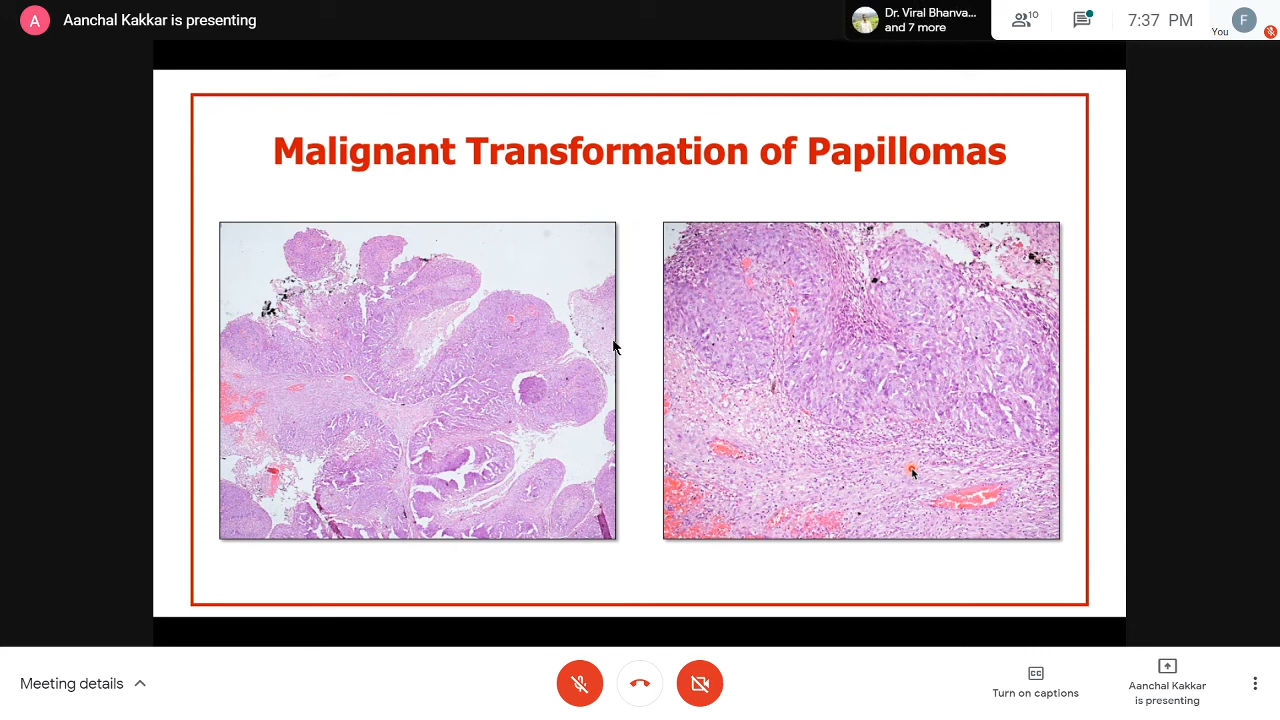 A
Aanchal Kakkar is presenting
Dr. Viral Bhanva...
and 7 more
10
7:37 PM
You
F
Malignant Transformation of Papillomas
Meeting details
CC
Turn on captions
Aanchal Kakkar
is presenting